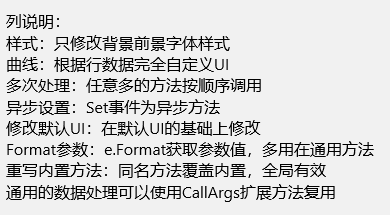 列说明：
样式：只修改背景前景字体样式
曲线：根据行数据完全自定义UI
多次处理：任意多的方法按顺序调用
异步设置：Set事件为异步方法
修改默认UI：在默认UI的基础上修改
Format参数：e.Format获取参数值，多用在通用方法
重写内置方法：同名方法覆盖内置，全局有效
通用的数据处理可以使用CallArgs扩展方法复用